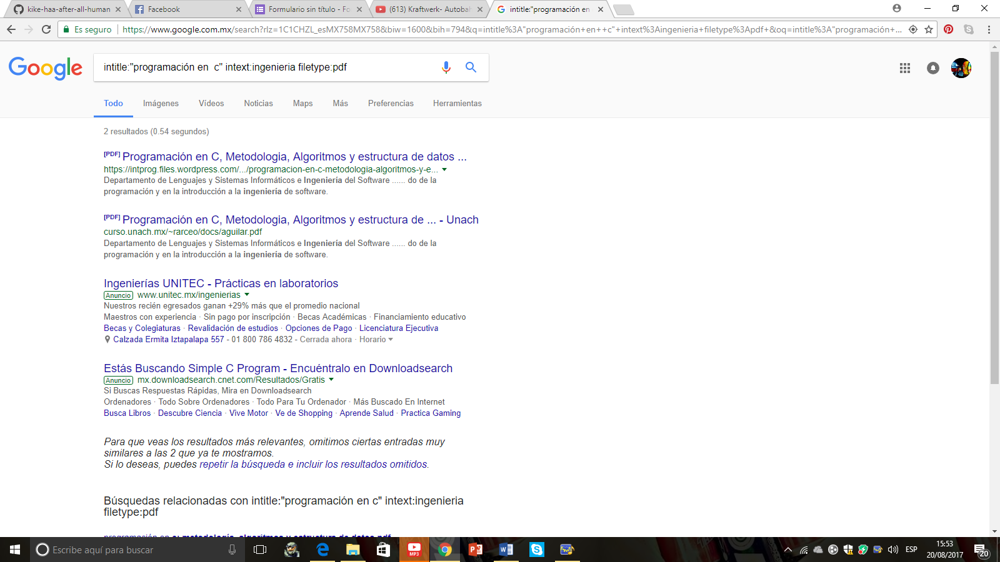 kike-haa-after-all-human
Facebook
Formulario sin título - Fo
(613) Kraftwerk- Autobah
intitle:"programación en
Es seguro
https://www.google.com.mx/search?rlz=1C1CHZL_esMX758MX758&biw=1600&bih=794&q=intitle%3A"programación+en++c"+intext%3Aingenieria+filetype%3Apdf+&oq=intitle%3A"programación+...
Google
intitle:"programación en  c" intext:ingenieria filetype:pdf
Todo Imágenes Vídeos Noticias Maps Más Preferencias Herramientas
2 resultados (0.54 segundos)
[PDF] Programación en C, Metodologia, Algoritmos y estructura de datos ...
https://intprog.files.wordpress.com/.../programacion-en-c-metodologia-algoritmos-y-e...
Departamento de Lenguajes y Sistemas Informáticos e Ingeniería del Software ...... do de la
programación y en la introducción a la ingeniería de software.
[PDF] Programación en C, Metodologia, Algoritmos y estructura de ... - Unach
curso.unach.mx/~rarceo/docs/aguilar.pdf
Departamento de Lenguajes y Sistemas Informáticos e Ingeniería del Software ...... do de la
programación y en la introducción a la ingeniería de software.
Ingenierías UNITEC - Prácticas en laboratorios
Anuncio www.unitec.mx/ingenierias
Nuestros recién egresados ganan +29% más que el promedio nacional
Maestros con experiencia · Sin pago por inscripción · Becas Académicas · Financiamiento educativo
Becas y Colegiaturas · Revalidación de estudios · Opciones de Pago · Licenciatura Ejecutiva
Calzada Ermita Iztapalapa 557 - 01 800 786 4832 - Cerrada ahora · Horario
Estás Buscando Simple C Program - Encuéntralo en Downloadsearch
Anuncio mx.downloadsearch.cnet.com/Resultados/Gratis
Si Buscas Respuestas Rápidas, Mira en Downloadsearch
Ordenadores · Todo Sobre Ordenadores · Todo Para Tu Ordenador · Más Buscado En Internet
Busca Libros · Descubre Ciencia · Vive Motor · Ve de Shopping · Aprende Salud · Practica Gaming
Para que veas los resultados más relevantes, omitimos ciertas entradas muy
similares a las 2 que ya te mostramos.
Si lo deseas, puedes repetir la búsqueda e incluir los resultados omitidos.
Búsquedas relacionadas con intitle:"programación en c" intext:ingenieria
filetype:pdf
programación en c: metodología, algoritmos y estructura de datos pdf
Escribe aquí para buscar
MP3
ESP
15:53
20/08/2017
20